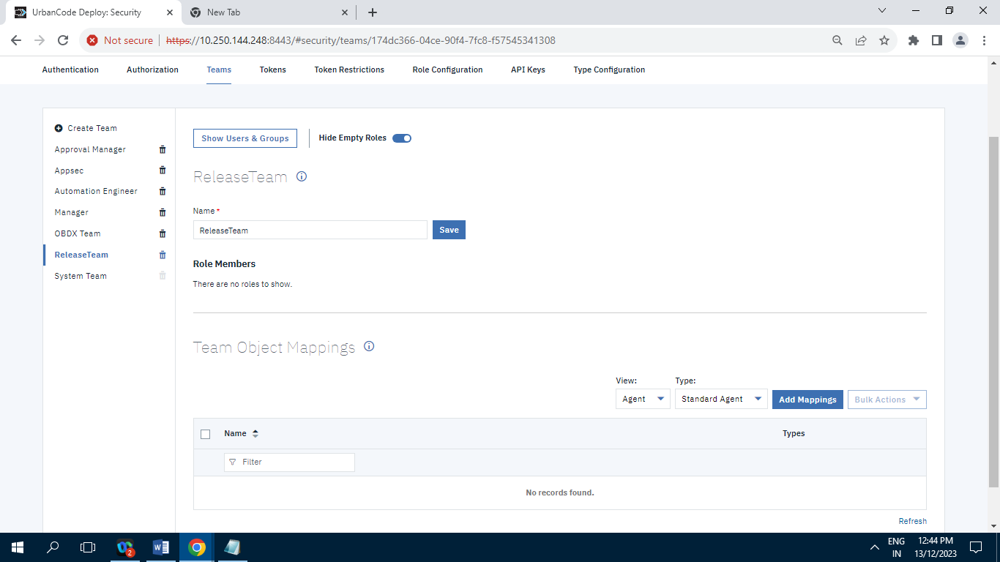 UrbanCode Deploy: Security
New Tab
Not secure https://10.250.144.248:8443/#security/teams/174dc366-04ce-90f4-7fc8-f57545341308
Authentication Authorization Teams Tokens Token Restrictions Role Configuration API Keys Type Configuration
Create Team
Approval Manager
Appsec
Automation Engineer
Manager
OBDX Team
ReleaseTeam
System Team
Show Users & Groups Hide Empty Roles
ReleaseTeam
Name *
ReleaseTeam Save
Role Members
There are no roles to show.
Team Object Mappings
View: Type:
Agent Standard Agent Add Mappings Bulk Actions
Name Types
Filter
No records found.
Refresh
2
W
ENG 12:44 PM
IN 13/12/2023